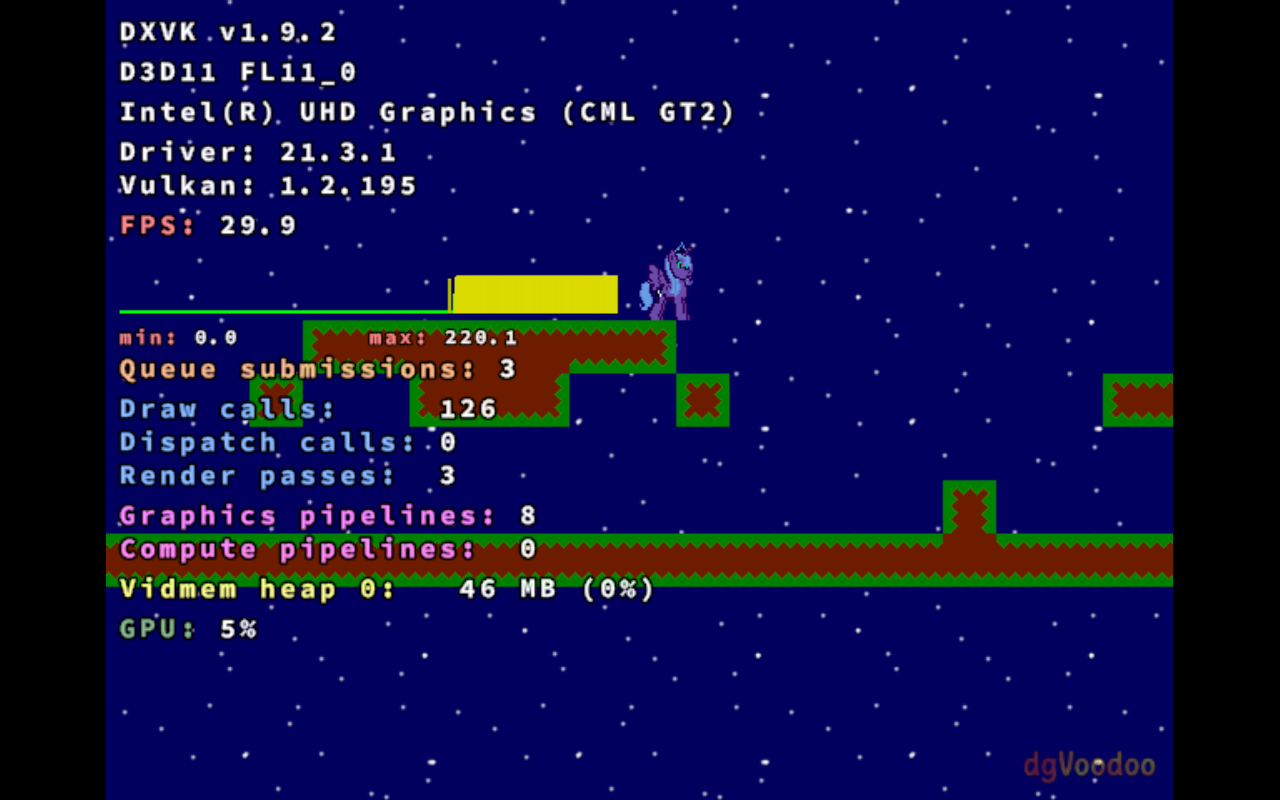 DXVK v1.9.2
D3D11 FL11_0
Intel(R) UHD Graphics (CML GT2)
Driver: 21.3.1
Vulkan: 1.2.195
FPS: 29.9
min: 0.0 max: 220.1
Queue submissions: 3
Draw calls: 126
Dispatch calls: 0
Render passes: 3
Graphics pipelines: 8
Compute pipelines: 0
Vidmem heap 0: 46 MB (0%)
GPU: 5%
dgVoodoo